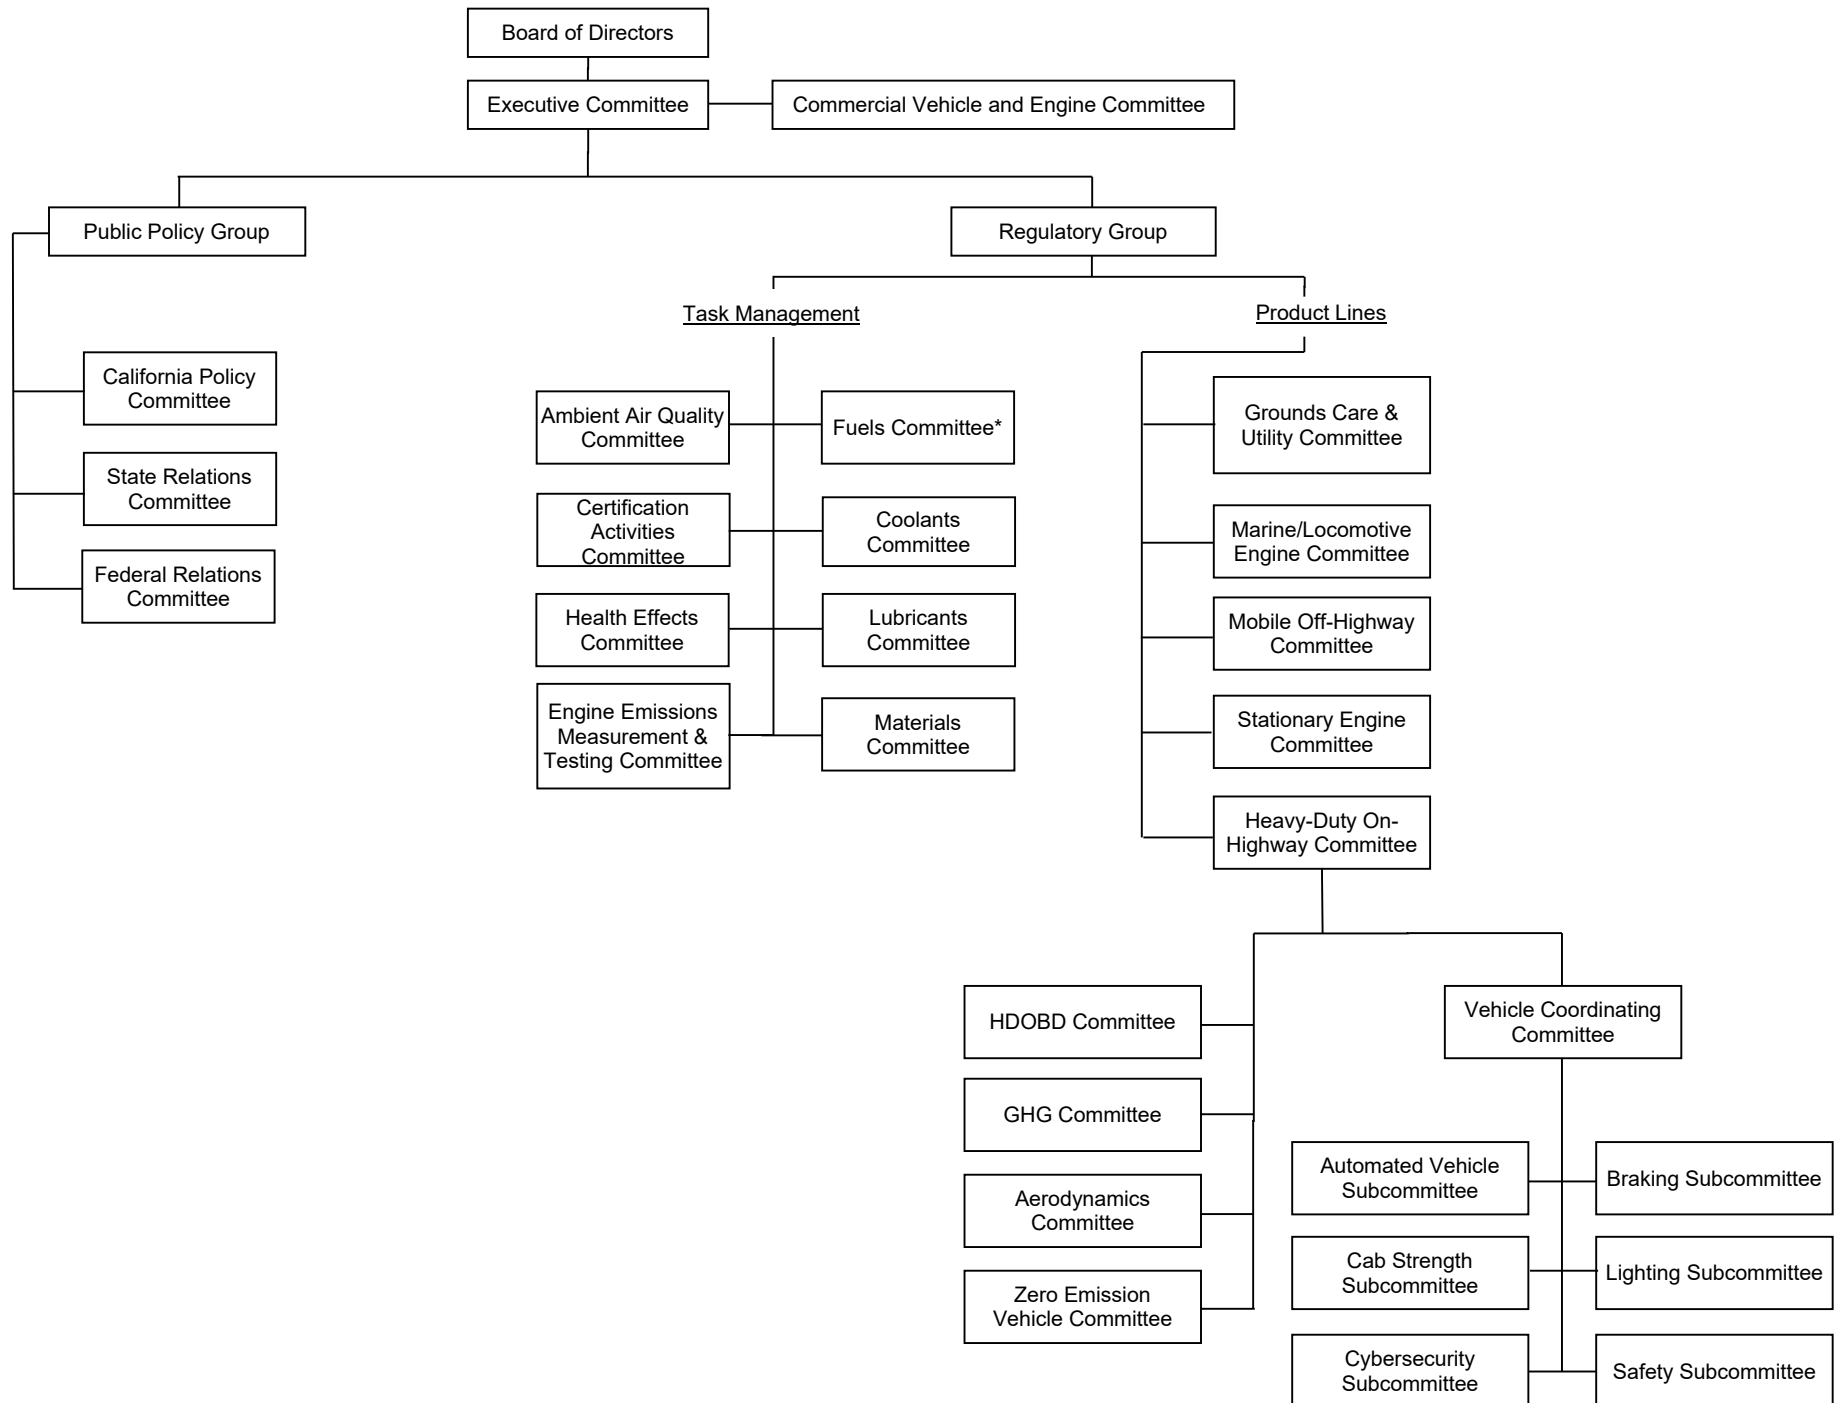 Board of Directors
Executive Committee
Commercial Vehicle and Engine Committee
Public Policy Group
Regulatory Group
Task Management
Product Lines
California Policy
Committee
State Relations
Committee
Federal Relations
Committee
Ambient Air Quality
Committee
Fuels Committee*
Certification
Activities
Committee
Coolants
Committee
Health Effects
Committee
Lubricants
Committee
Engine Emissions
Measurement &
Testing Committee
Materials
Committee
Grounds Care &
Utility Committee
Marine/Locomotive
Engine Committee
Mobile Off-Highway
Committee
Stationary Engine
Committee
Heavy-Duty On-
Highway Committee
HDOBD Committee
GHG Committee
Aerodynamics
Committee
Zero Emission
Vehicle Committee
Vehicle Coordinating
Committee
Automated Vehicle
Subcommittee
Braking Subcommittee
Cab Strength
Subcommittee
Lighting Subcommittee
Cybersecurity
Subcommittee
Safety Subcommittee